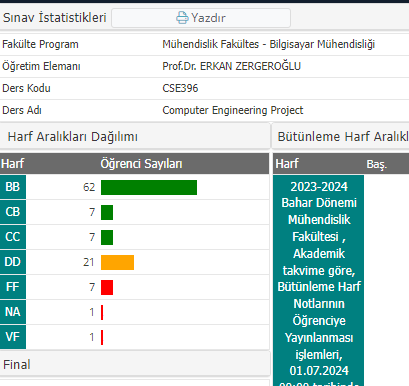 Sınav İstatistikleri
Yazdır
Fakülte Program Mühendislik Fakültes - Bilgisayar Mühendisliği
Öğretim Elemanı Prof.Dr. ERKAN ZERGEROĞLU
Ders Kodu CSE396
Ders Adı Computer Engineering Project
Harf Aralıkları Dağılımı
Harf Öğrenci Sayıları
BB 62
CB 7
CC 7
DD 21
FF 7
NA 1
VF 1
Final
Bütünleme Harf Aralıkl
Harf Baş.
2023-2024
Bahar Dönemi
Mühendislik
Fakültesi ,
Akademik
takvime göre,
Bütünleme Harf
Notlarının
Öğrenciye
Yayınlanması
işlemleri,
01.07.2024